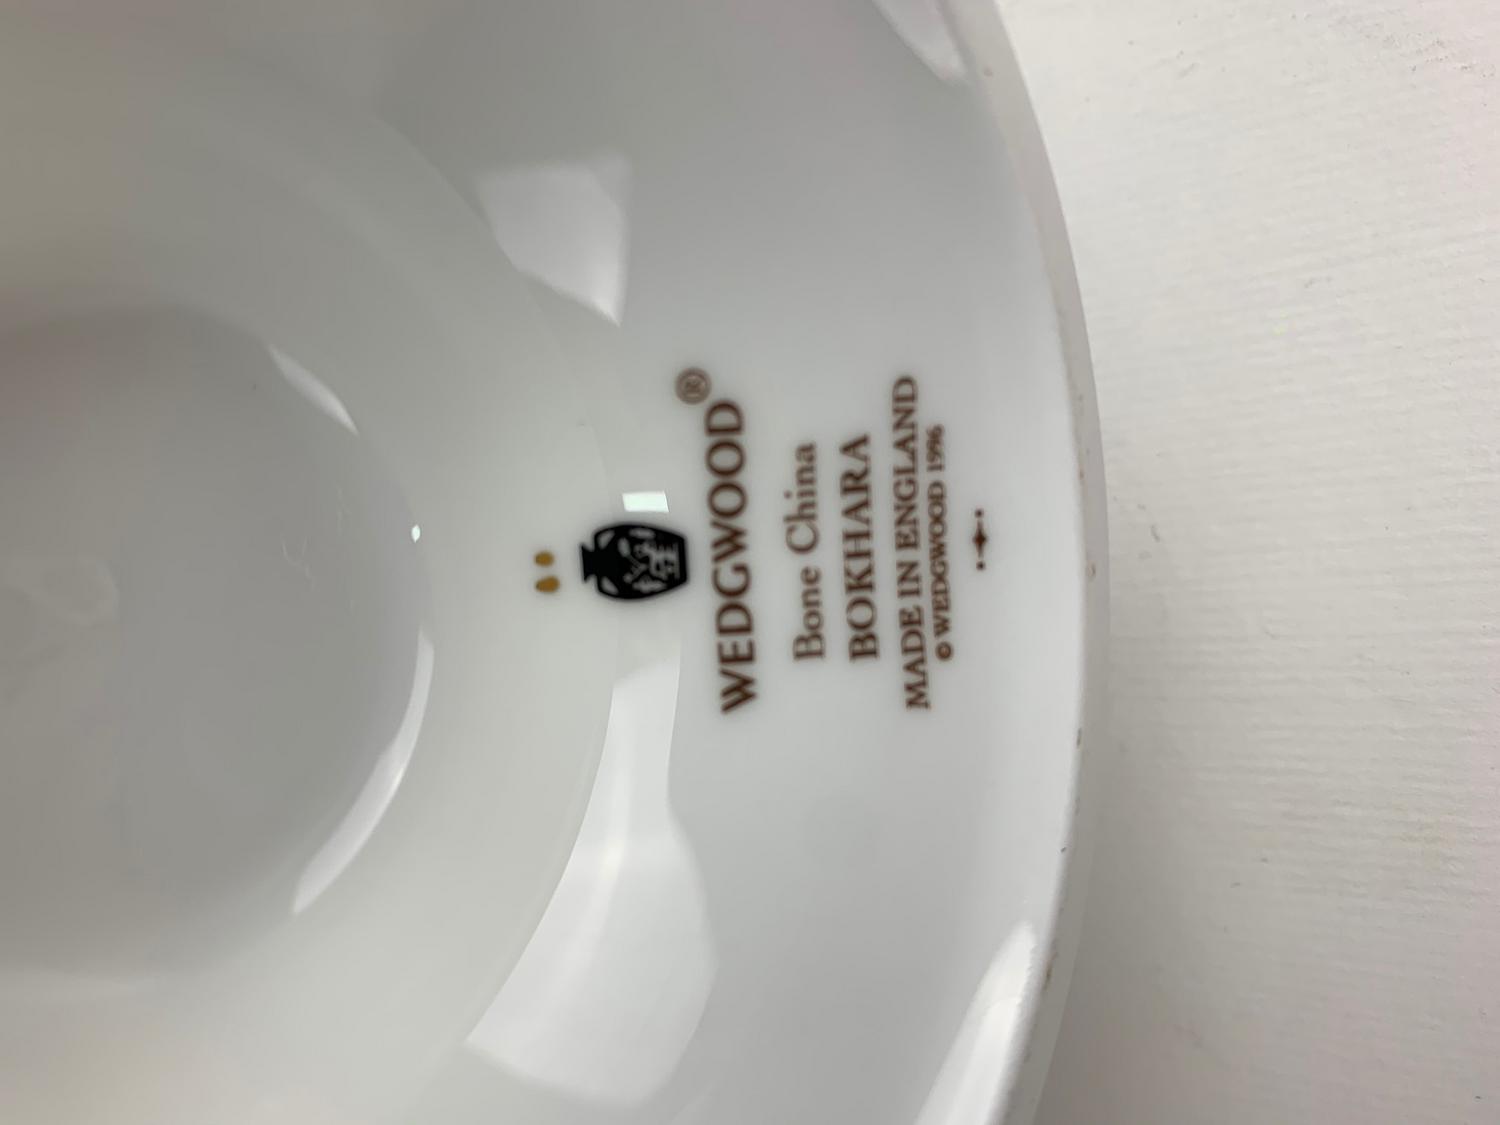 WEDGWOOD®
Bone China
BOKHARA
MADE IN ENGLAND
© WEDGWOOD 1996